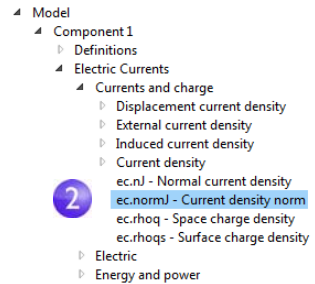 Model
Component 1
Definitions
Electric Currents
Currents and charge
Displacement current density
External current density
Induced current density
Current density
ec.nJ - Normal current density
2
ec.normJ - Current density norm
ec.rhoq - Space charge density
ec.rhoqs - Surface charge density
Electric
Energy and power